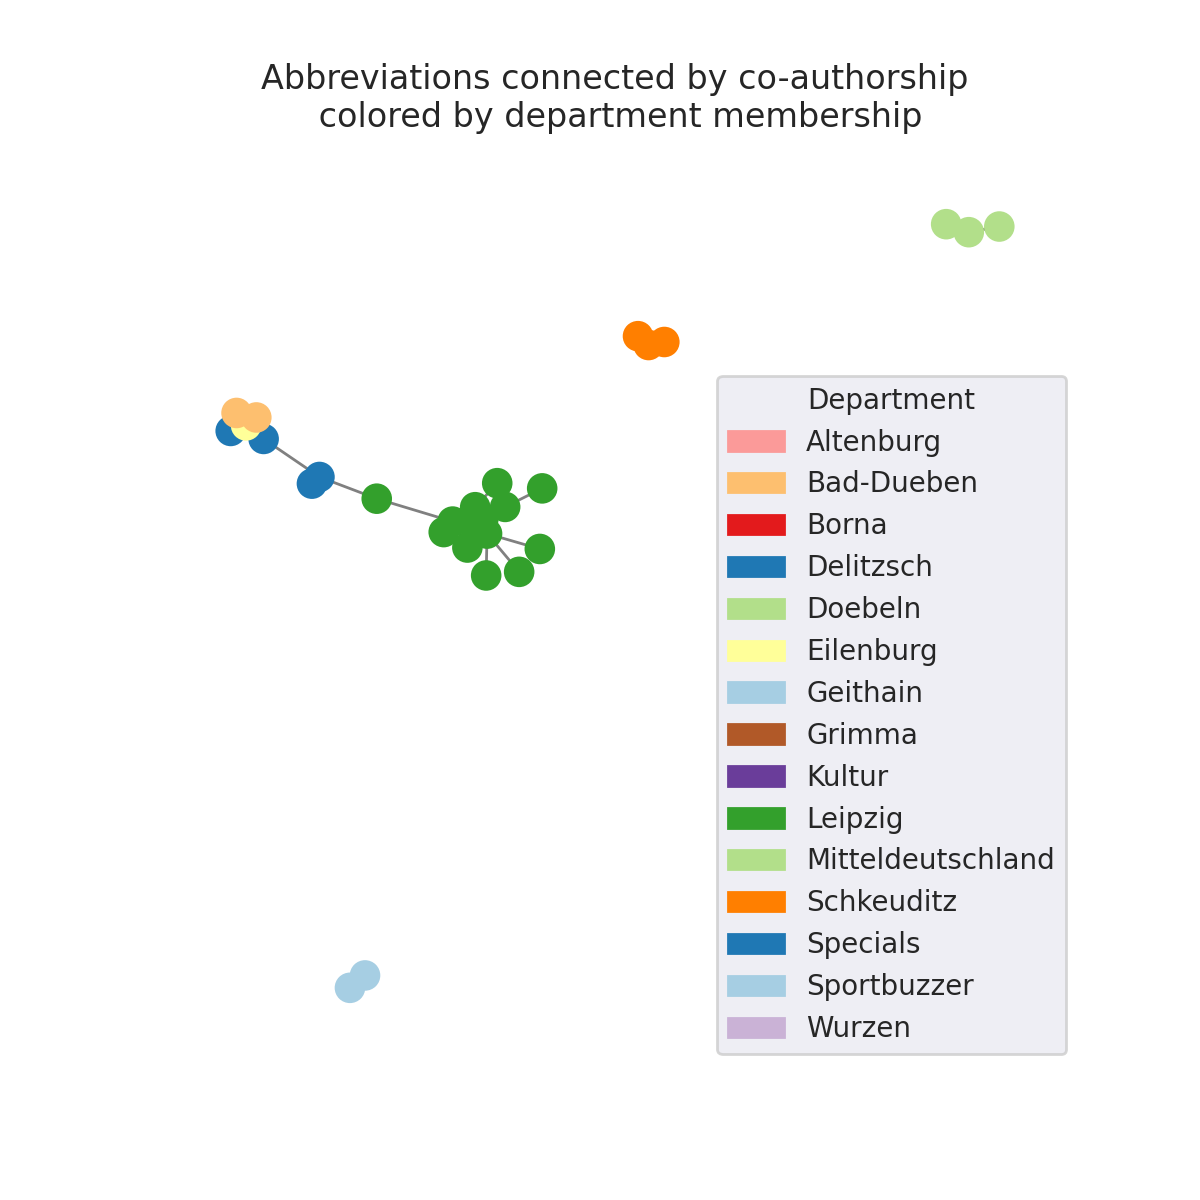 Abbreviations connected by co-authorship
colored by department membership
Department
Altenburg
Bad-Dueben
Borna
Delitzsch
Doebeln
Eilenburg
Geithain
Grimma
Kultur
Leipzig
Mitteldeutschland
Schkeuditz
Specials
Sportbuzzer
Wurzen